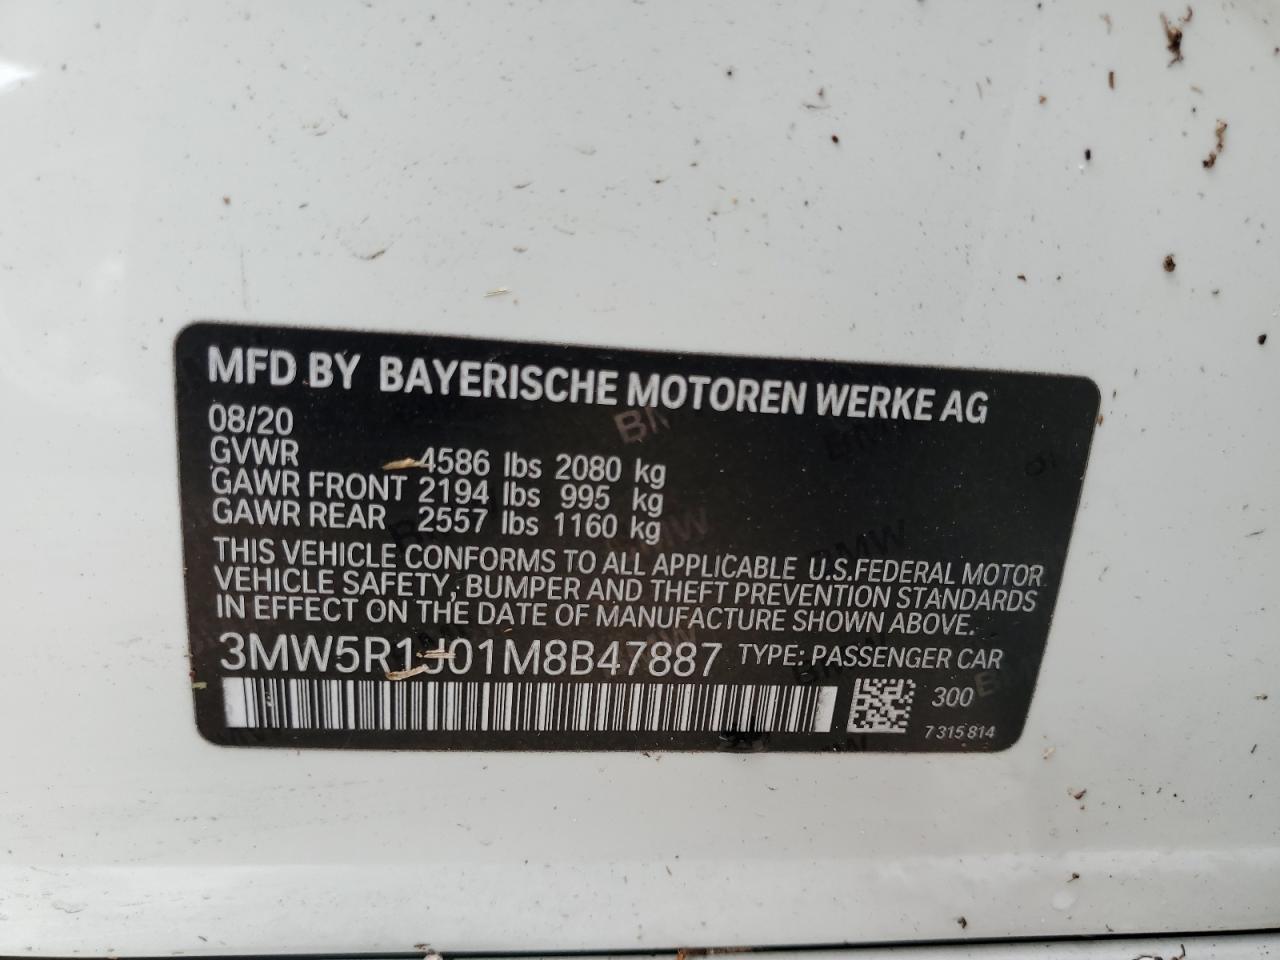 MFD BY BAYERISCHE MOTOREN WERKE AG
08/20
GVWR 4586 lbs 2080 kg
GAWR FRONT 2194 lbs 995 kg
GAWR REAR 2557 lbs 1160 kg
THIS VEHICLE CONFORMS TO ALL APPLICABLE U.S.FEDERAL MOTOR
VEHICLE SAFETY, BUMPER AND THEFT PREVENTION STANDARDS
IN EFFECT ON THE DATE OF MANUFACTURE SHOWN ABOVE.
3MW5R1J01M8B47887 TYPE: PASSENGER CAR
300
7 315 814